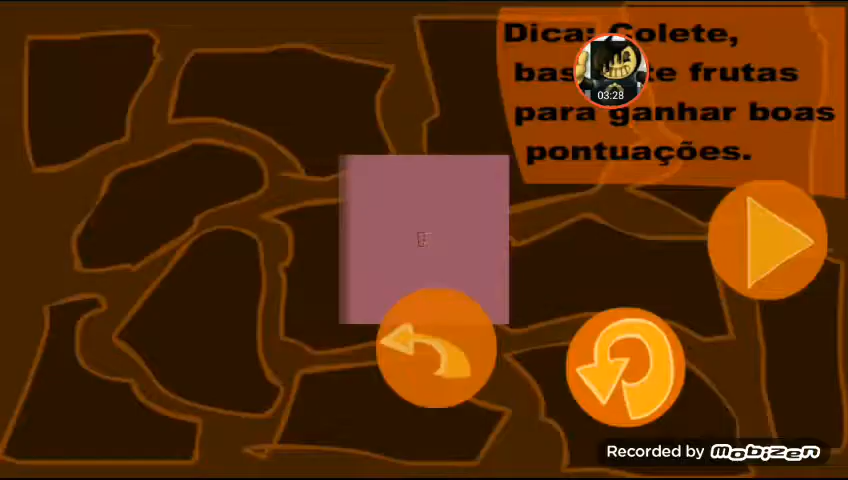 Dica: Colete,
frutas
para ganhar boas
pontuações.
03:28
Recorded by mobizen